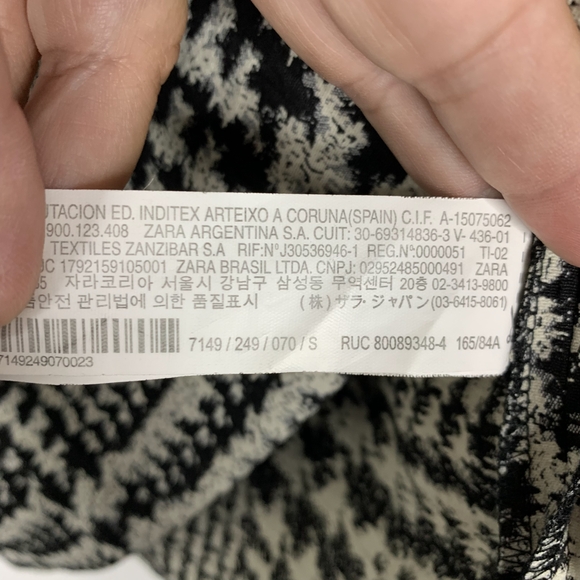 UTACION ED. INDITEX ARTEIXO A CORUNA(SPAIN) C.I.F. A-15075062
900.123.408 ZARA ARGENTINA S.A. CUIT: 30-69314836-3 V- 436-01
TEXTILES ZANZIBAR S.A RIF:N°J30536946-1 REG.N°:0000051 TI-02
UC 1792159105001 ZARA BRASIL LTDA. CNPJ: 02952485000491 ZARA
35 자라코리아 서울시 강남구 삼성동 무역센터 20층 02-3413-9800
품안전 관리법에 의한 품질표시 (株) ザラ・ジャパン(03-6415-8061)
7149 / 249 / 070 / S RUC 80089348-4 165/84A
7149249070023